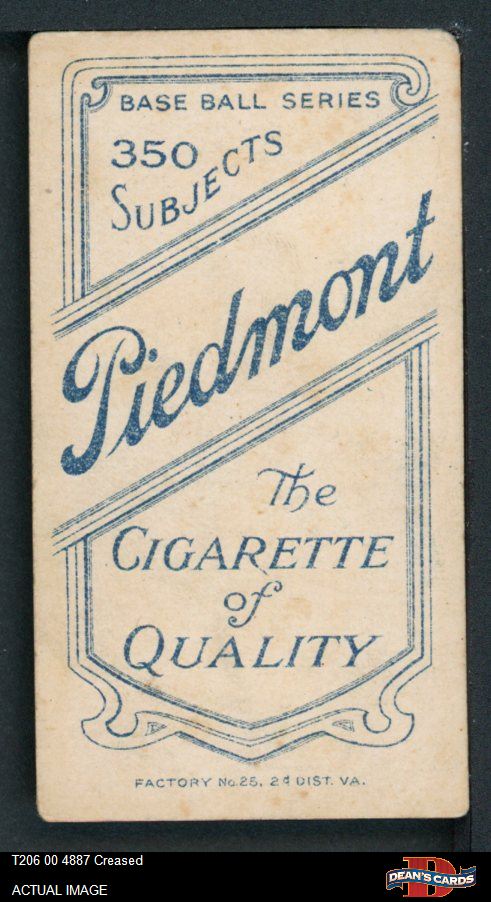 BASE BALL SERIES
350
SUBJECTS
Piedmont
The
CIGARETTE
of
QUALITY
FACTORY No.25, 2d DIST. VA.
T206 00 4887 Creased
ACTUAL IMAGE
D
DEAN'S CARDS